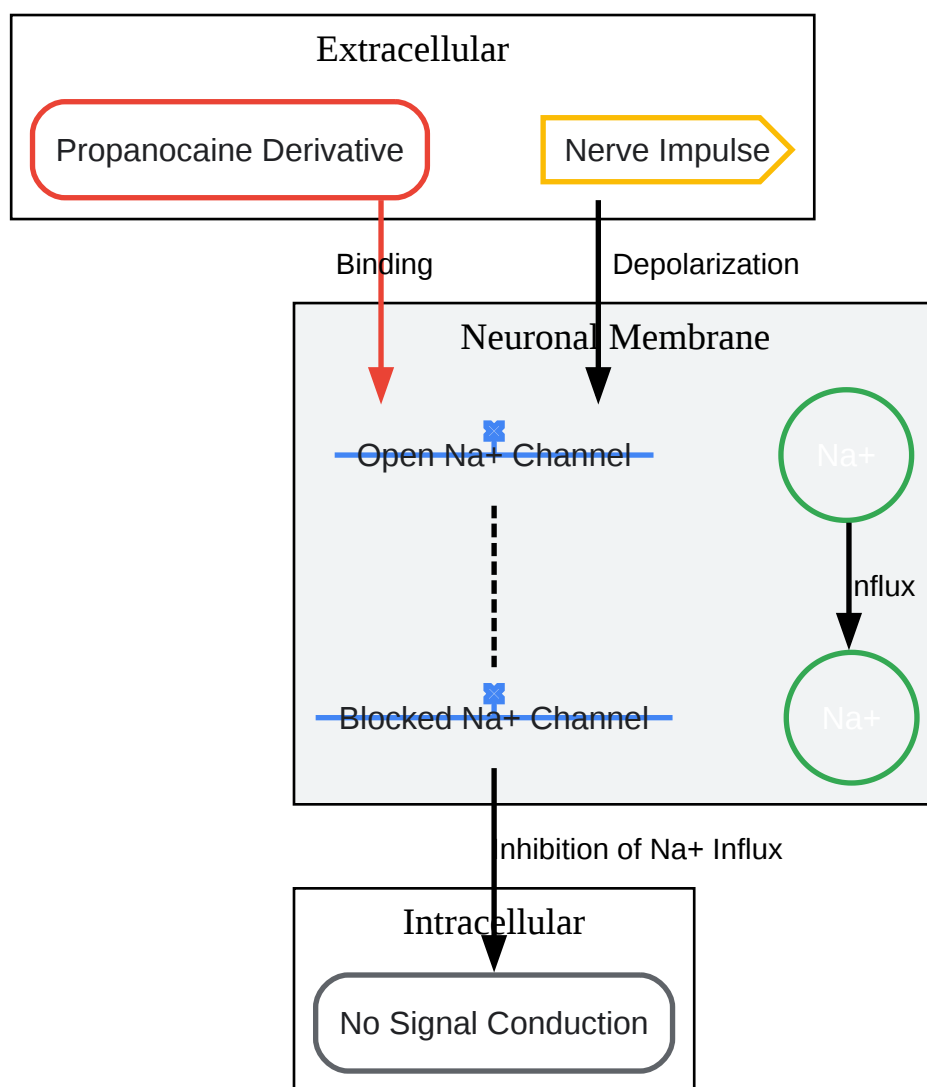 Extracellular
Propanocaine Derivative
Nerve Impulse
Binding
Depolarization
Neuronal Membrane
Open Na+ Channel
Na+
nflux
Blocked Na+ Channel
Na+
Inhibition of Na+ Influx
Intracellular
No Signal Conduction